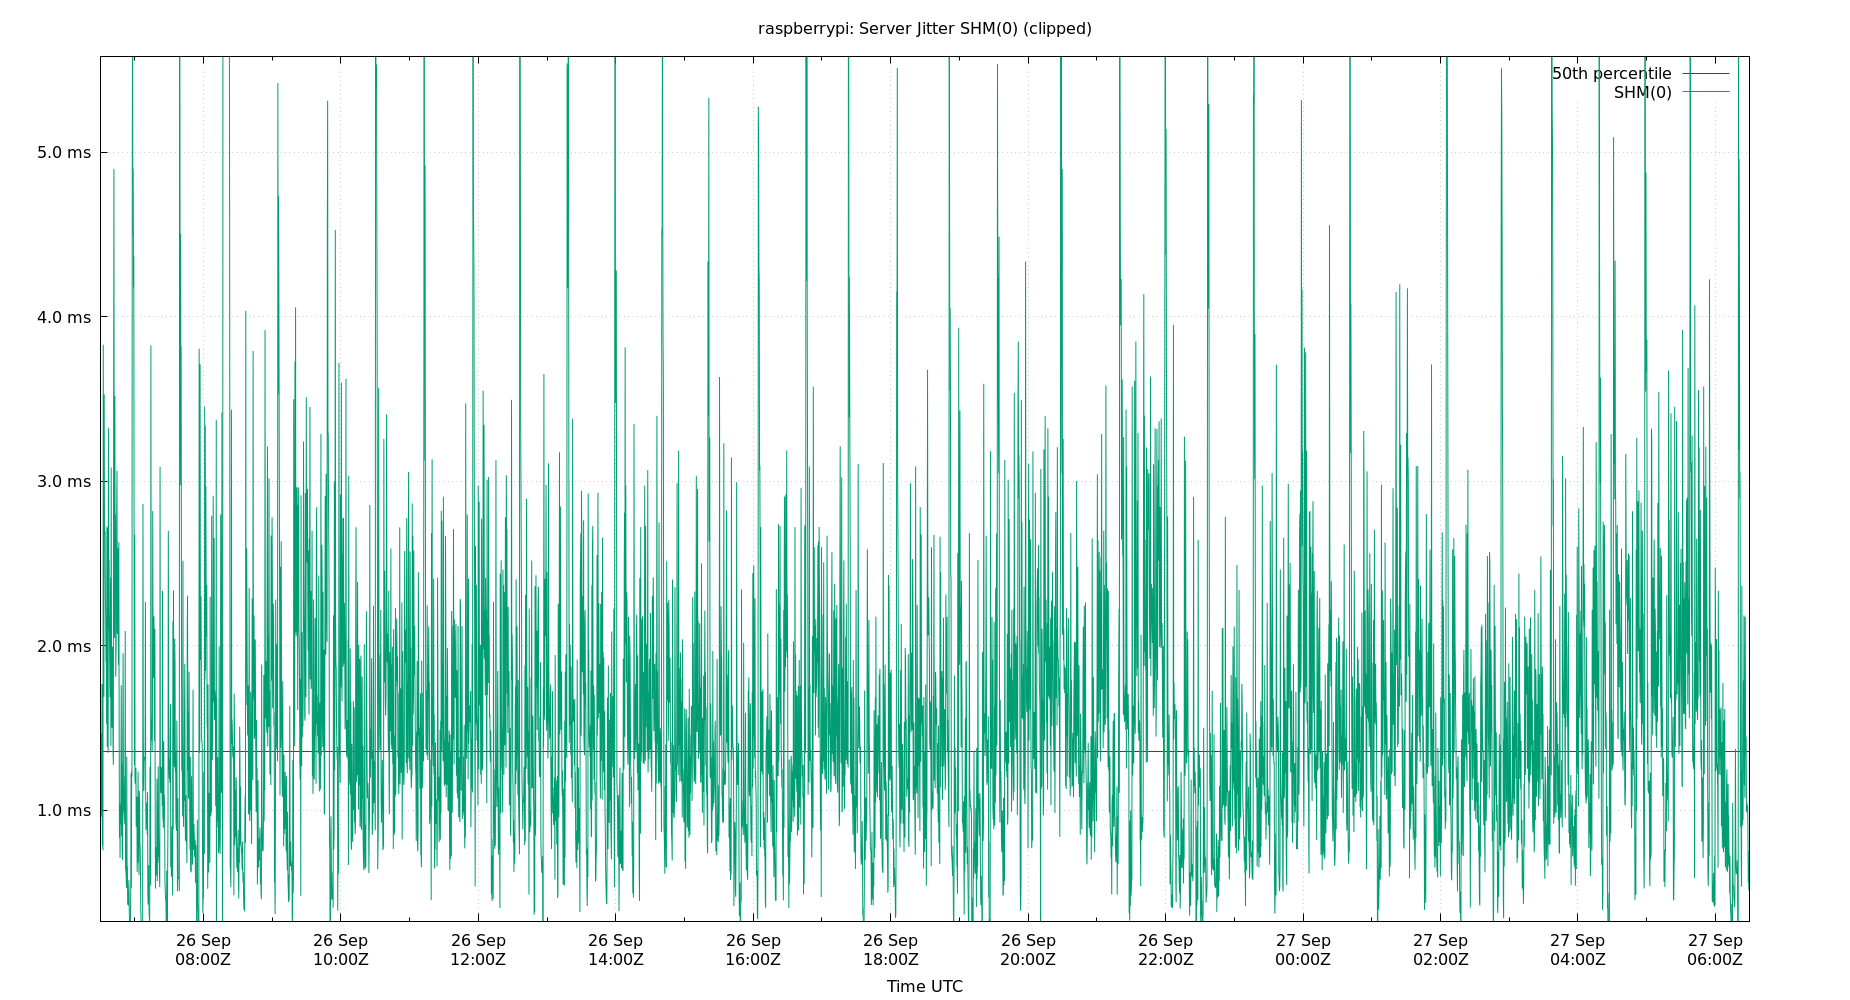 raspberrypi: Server Jitter SHM(0) (clipped)
50th percentile
SHM(0)
5.0 ms
4.0 ms
3.0 ms
2.0 ms
1.0 ms
26 Sep 26 Sep 26 Sep 26 Sep 26 Sep 26 Sep 26 Sep 26 Sep 27 Sep 27 Sep 27 Sep 27 Sep
08:00Z 10:00Z 12:00Z 14:00Z 16:00Z 18:00Z 20:00Z 22:00Z 00:00Z 02:00Z 04:00Z 06:00Z
Time UTC